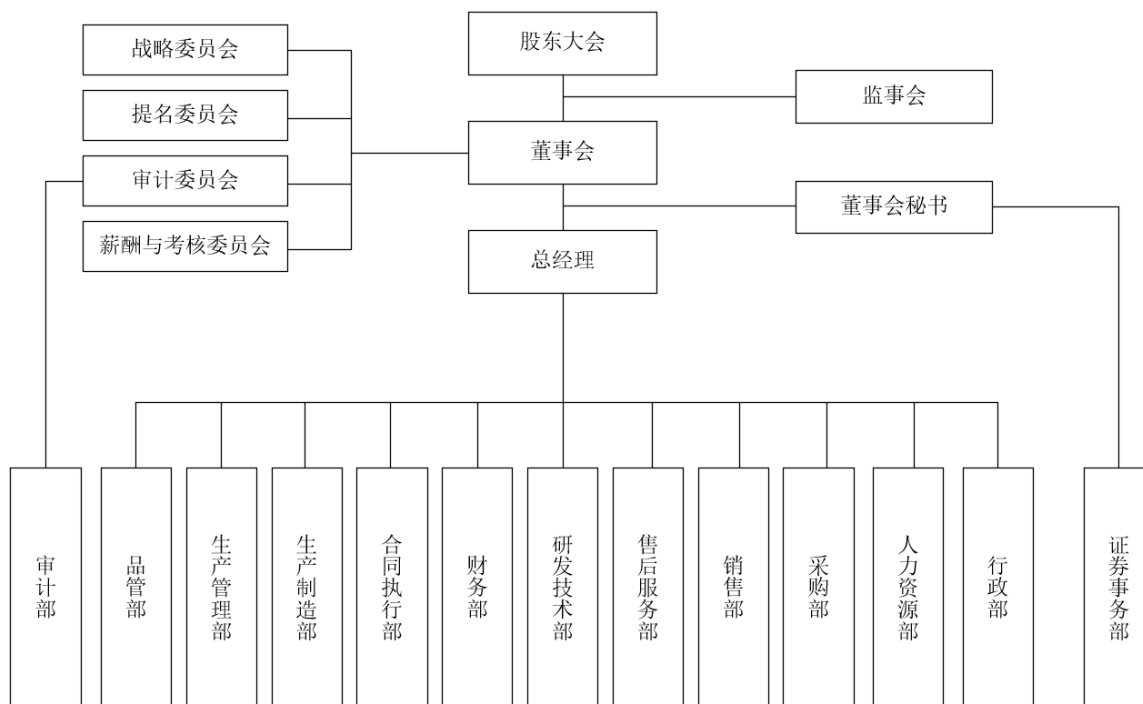 战略委员会
股东大会
监事会
提名委员会
董事会
审计委员会
董事会秘书
薪酬与考核委员会
总经理
审计部
品管部
生产管理部
生产制造部
合同执行部
财务部
研发技术部
售后服务部
销售部
采购部
人力资源部
行政部
证券事务部